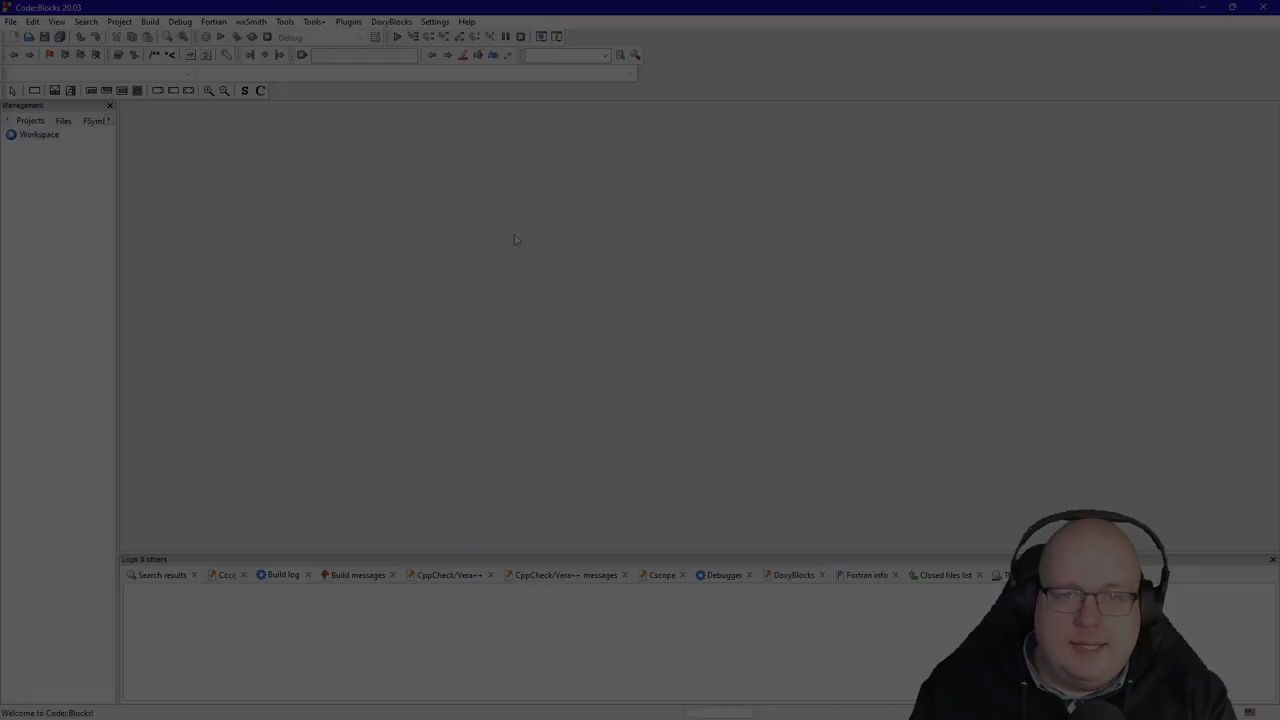 Code::Blocks 20.03
File Edit View Search Project Build Debug Fortran wxSmith Tools Tools+ Plugins DoxyBlocks Settings Help
Debug
/** *<
S C
Management
Projects Files FSym
Workspace
Logs & others
Search results Cccc Build log Build messages CppCheck/Vera++ CppCheck/Vera++ messages Cscope Debugger DoxyBlocks Fortran info Closed files list T
Welcome to Code::Blocks!